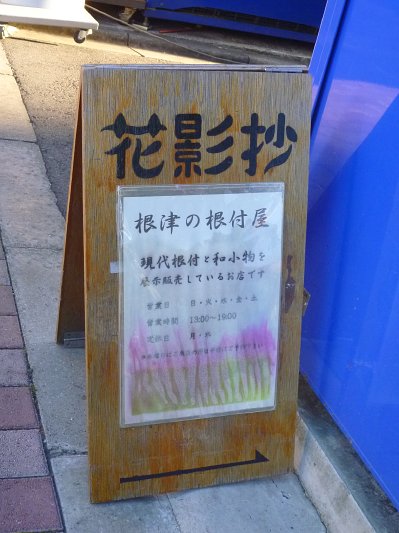 花影抄
根津の根付屋
現代根付と和小物を
展示販売しているお店です
営業日 日・火・水・金・土
営業時間 13:00～19:00
定休日 月・木